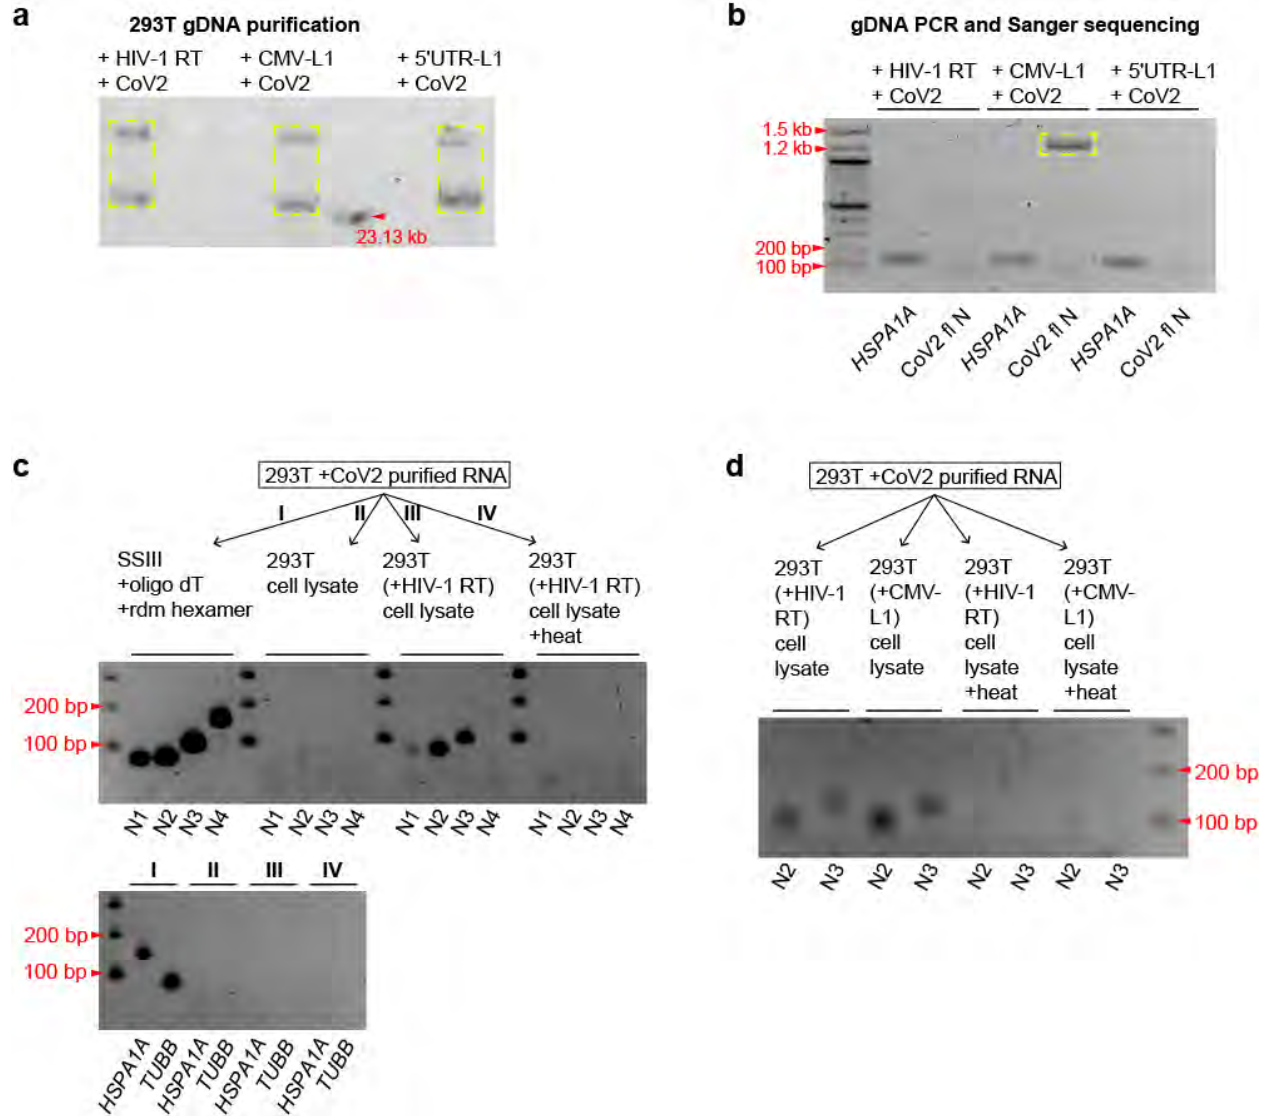 a
293T gDNA purification
+ HIV-1 RT + CMV-L1 + 5'UTR-L1
+ CoV2 + CoV2 + CoV2
23.13 kb
b
gDNA PCR and Sanger sequencing
+ HIV-1 RT + CMV-L1 + 5'UTR-L1
+ CoV2 + CoV2 + CoV2
1.5 kb
1.2 kb
200 bp
100 bp
HSPA1A CoV2 fl N HSPA1A CoV2 fl N HSPA1A CoV2 fl N
c
293T +CoV2 purified RNA
I II III IV
SSIII
+oligo dT
+rdm hexamer
293T
cell lysate
293T
(+HIV-1 RT)
cell lysate
293T
(+HIV-1 RT)
cell lysate
+heat
200 bp
100 bp
N1 N2 N3 N4 N1 N2 N3 N4 N1 N2 N3 N4 N1 N2 N3 N4
I II III IV
200 bp
100 bp
HSPA1A TUBB HSPA1A TUBB HSPA1A TUBB HSPA1A TUBB
d
293T +CoV2 purified RNA
293T
(+HIV-1
RT)
cell
lysate
293T
(+CMV-
L1)
cell
lysate
293T
(+HIV-1
RT)
cell
lysate
+heat
293T
(+CMV-
L1)
cell
lysate
+heat
200 bp
100 bp
N2 N3 N2 N3 N2 N3 N2 N3